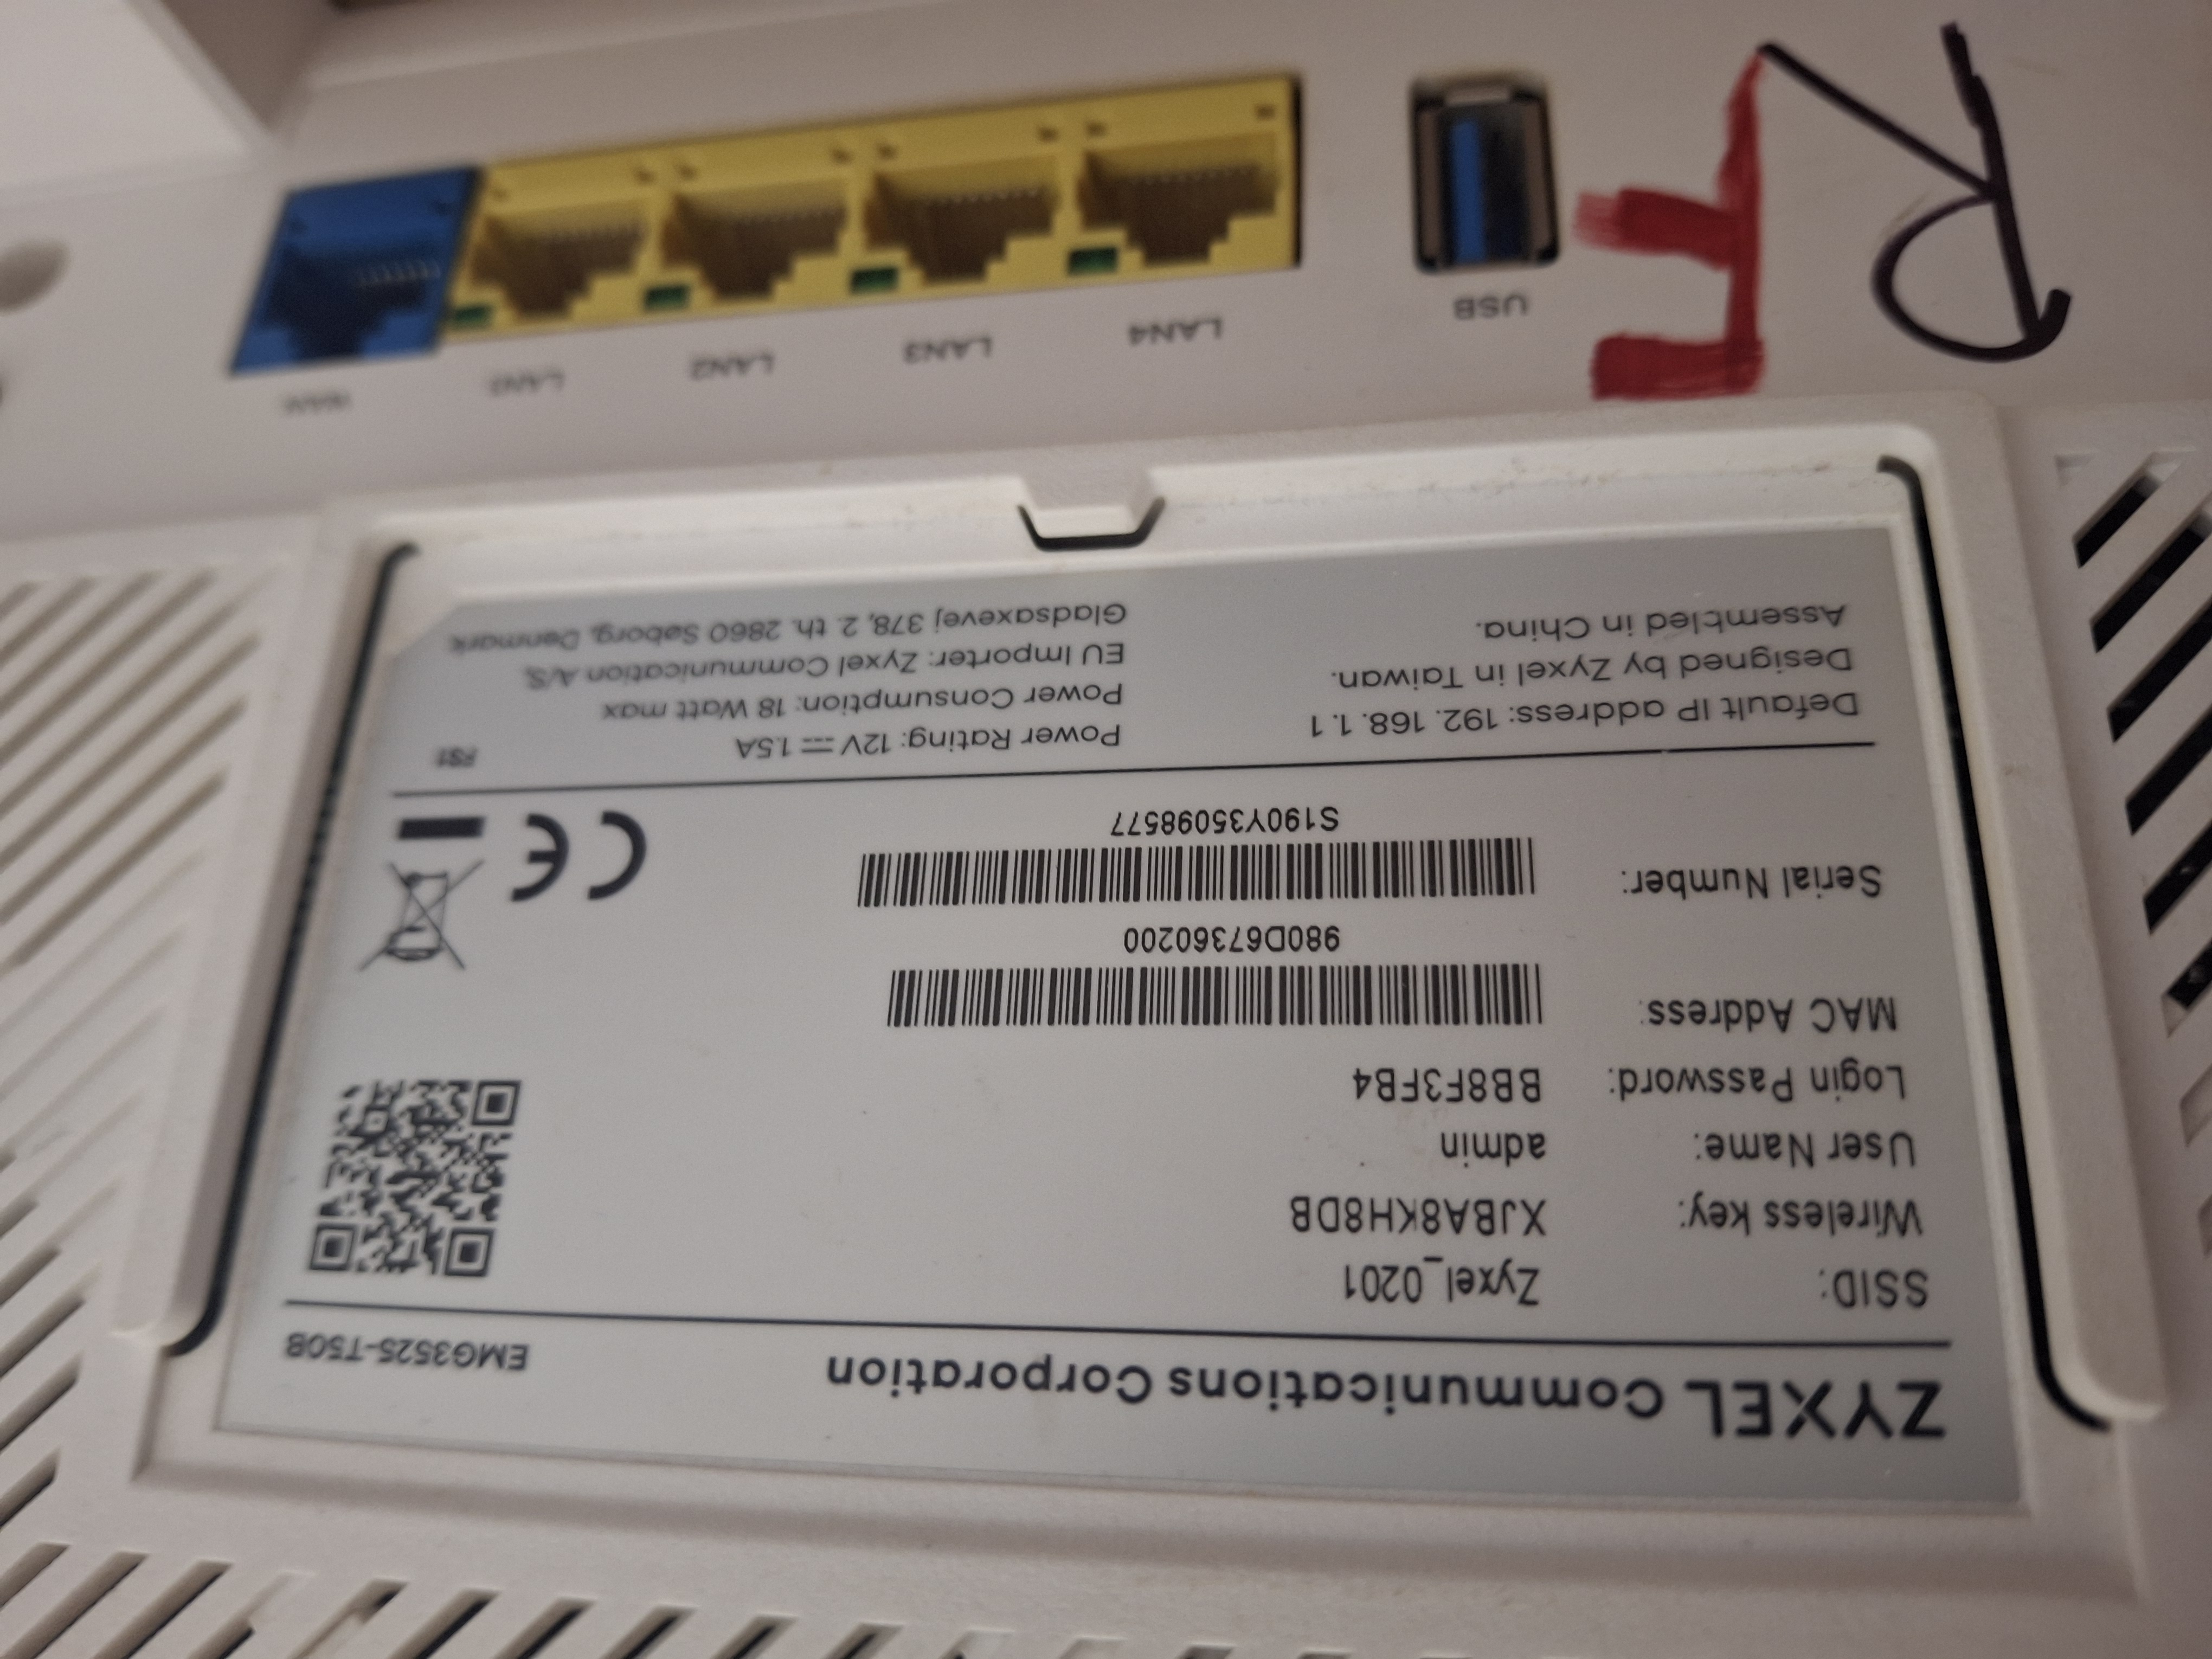 ZYXEL Communications Corporation
EMG3525-T50B
SSID: Zyxel_0201
Wireless key: XJBA8KH8DB
User Name: admin
Login Password: BB8F3FB4
MAC Address:
980D67360200
Serial Number:
S190Y35098577
CE
Default IP address: 192.168.1.1
Designed by Zyxel in Taiwan.
Assembled in China.
Power Rating: 12V ⎓ 1.5A
Power Consumption: 18 Watt max
EU Importer: Zyxel Communication A/S,
Gladsaxevej 378, 2. th. 2860 Søborg, Denmark
FS1
USB
LAN4
LAN3
LAN2
LAN1
WAN